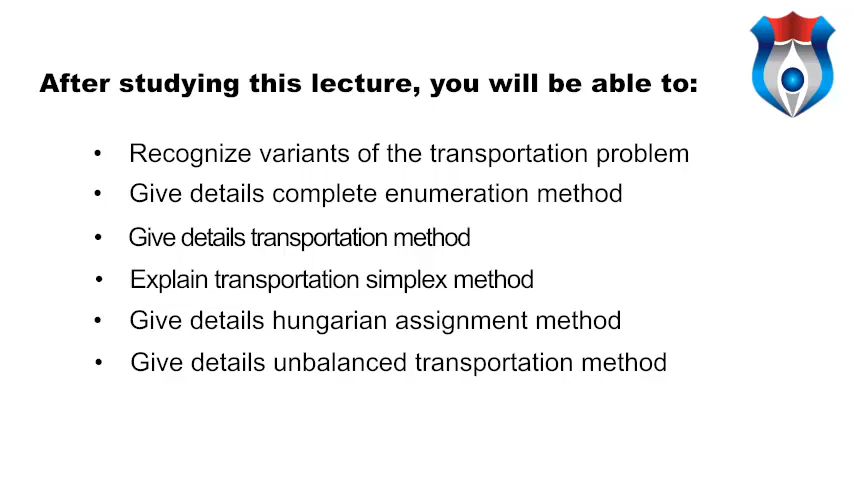 After studying this lecture, you will be able to:
• Recognize variants of the transportation problem
• Give details complete enumeration method
• Give details transportation method
• Explain transportation simplex method
• Give details hungarian assignment method
• Give details unbalanced transportation method